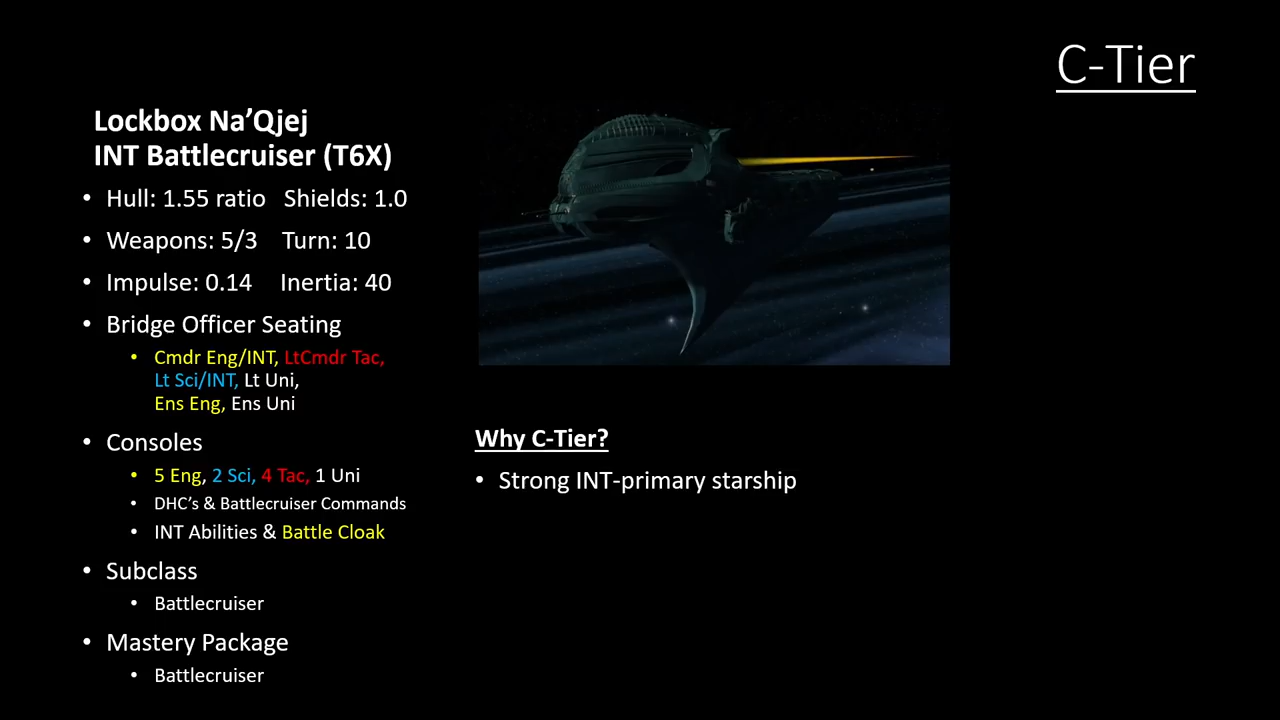 C-Tier
Lockbox Na’Qjej
INT Battlecruiser (T6X)
• Hull: 1.55 ratio Shields: 1.0
• Weapons: 5/3 Turn: 10
• Impulse: 0.14 Inertia: 40
• Bridge Officer Seating
• Cmdr Eng/INT, LtCmdr Tac,
Lt Sci/INT, Lt Uni,
Ens Eng, Ens Uni
• Consoles
• 5 Eng, 2 Sci, 4 Tac, 1 Uni
• DHC’s & Battlecruiser Commands
• INT Abilities & Battle Cloak
• Subclass
• Battlecruiser
• Mastery Package
• Battlecruiser
Why C-Tier?
• Strong INT-primary starship